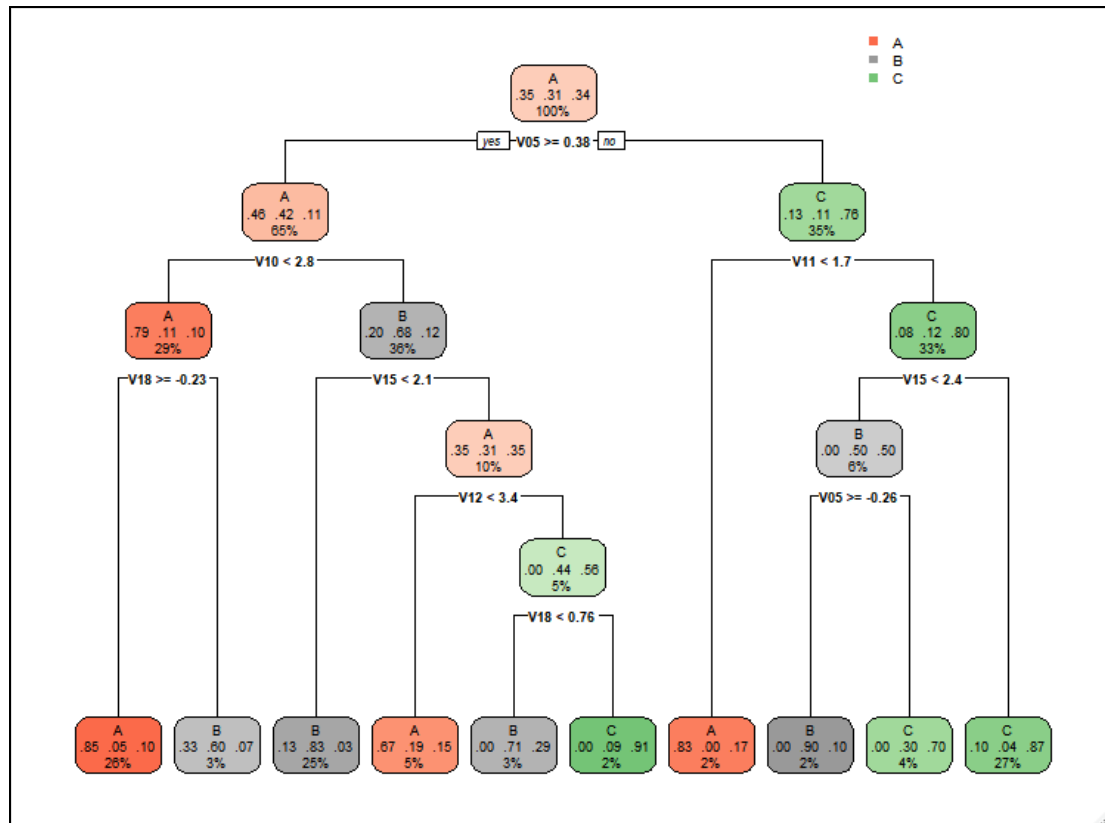 A
B
C
A
.35 .31 .34
100%
yes V05 >= 0.38 no
A
.46 .42 .11
65%
C
.13 .11 .76
35%
V10 < 2.8
V11 < 1.7
A
.79 .11 .10
29%
B
.20 .68 .12
36%
C
.08 .12 .80
33%
V18 >= -0.23
V15 < 2.1
V15 < 2.4
A
.35 .31 .35
10%
B
.00 .50 .50
6%
V12 < 3.4
V05 >= -0.26
C
.00 .44 .56
5%
V18 < 0.76
A
.85 .05 .10
26%
B
.33 .60 .07
3%
B
.13 .83 .03
25%
A
.67 .19 .15
5%
B
.00 .71 .29
3%
C
.00 .09 .91
2%
A
.83 .00 .17
2%
B
.00 .90 .10
2%
C
.00 .30 .70
4%
C
.10 .04 .87
27%